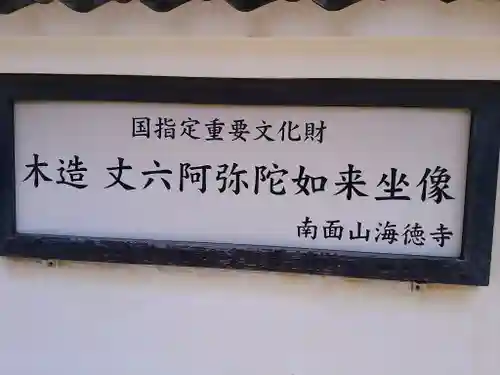 国指定重要文化財
木造 丈六阿弥陀如来坐像
南面山海徳寺